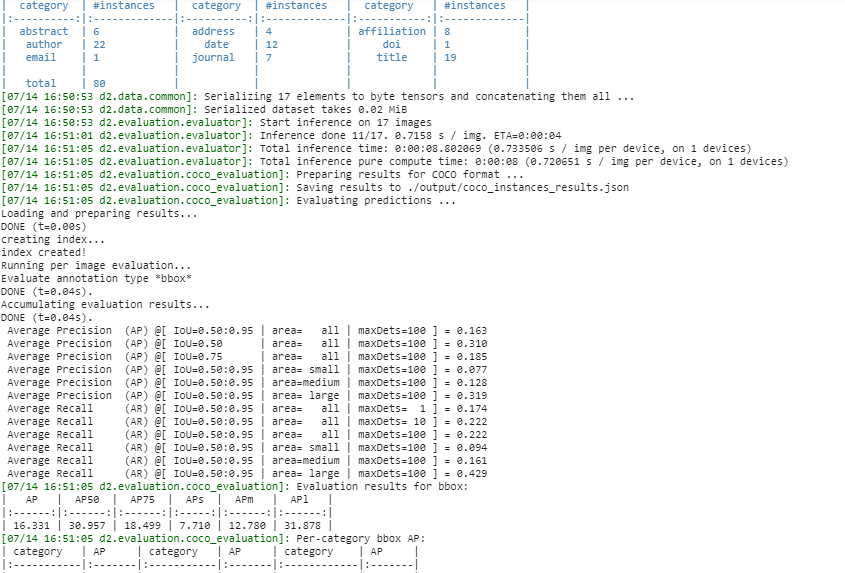 |   category   | #instances   |   category   | #instances   |   category   | #instances   |
|:-------------:|:-------------|:-----------:|:-------------|:-----------:|:-------------|
|   abstract   | 6            |   address   | 4            | affiliation | 8            |
|    author    | 22           |    date     | 12           |     doi     | 1            |
|    email     | 1            |   journal   | 7            |    title    | 19           |
|              |              |             |              |             |              |
|    total     | 80           |             |              |             |              |
[07/14 16:50:53 d2.data.common]: Serializing 17 elements to byte tensors and concatenating them all ...
[07/14 16:50:53 d2.data.common]: Serialized dataset takes 0.02 MiB
[07/14 16:50:53 d2.evaluation.evaluator]: Start inference on 17 images
[07/14 16:51:01 d2.evaluation.evaluator]: Inference done 11/17. 0.7158 s / img. ETA=0:00:04
[07/14 16:51:05 d2.evaluation.evaluator]: Total inference time: 0:00:08.802069 (0.733506 s / img per device, on 1 devices)
[07/14 16:51:05 d2.evaluation.evaluator]: Total inference pure compute time: 0:00:08 (0.720651 s / img per device, on 1 devices)
[07/14 16:51:05 d2.evaluation.coco_evaluation]: Preparing results for COCO format ...
[07/14 16:51:05 d2.evaluation.coco_evaluation]: Saving results to ./output/coco_instances_results.json
[07/14 16:51:05 d2.evaluation.coco_evaluation]: Evaluating predictions ...
Loading and preparing results...
DONE (t=0.00s)
creating index...
index created!
Running per image evaluation...
Evaluate annotation type *bbox*
DONE (t=0.04s).
Accumulating evaluation results...
DONE (t=0.04s).
 Average Precision  (AP) @[ IoU=0.50:0.95 | area=   all | maxDets=100 ] = 0.163
 Average Precision  (AP) @[ IoU=0.50      | area=   all | maxDets=100 ] = 0.310
 Average Precision  (AP) @[ IoU=0.75      | area=   all | maxDets=100 ] = 0.185
 Average Precision  (AP) @[ IoU=0.50:0.95 | area= small | maxDets=100 ] = 0.077
 Average Precision  (AP) @[ IoU=0.50:0.95 | area=medium | maxDets=100 ] = 0.128
 Average Precision  (AP) @[ IoU=0.50:0.95 | area= large | maxDets=100 ] = 0.319
 Average Recall     (AR) @[ IoU=0.50:0.95 | area=   all | maxDets=  1 ] = 0.174
 Average Recall     (AR) @[ IoU=0.50:0.95 | area=   all | maxDets= 10 ] = 0.222
 Average Recall     (AR) @[ IoU=0.50:0.95 | area=   all | maxDets=100 ] = 0.222
 Average Recall     (AR) @[ IoU=0.50:0.95 | area= small | maxDets=100 ] = 0.094
 Average Recall     (AR) @[ IoU=0.50:0.95 | area=medium | maxDets=100 ] = 0.161
 Average Recall     (AR) @[ IoU=0.50:0.95 | area= large | maxDets=100 ] = 0.429
[07/14 16:51:05 d2.evaluation.coco_evaluation]: Evaluation results for bbox:
|   AP   |  AP50  |  AP75  |  APs  |  APm   |  APl   |
|:------:|:------:|:------:|:-----:|:------:|:------:|
| 16.331 | 30.957 | 18.499 | 7.710 | 12.780 | 31.878 |
[07/14 16:51:05 d2.evaluation.coco_evaluation]: Per-category bbox AP:
| category   | AP    | category   | AP     | category    | AP    |
|:-----------|:------|:-----------|:-------|:------------|:------|